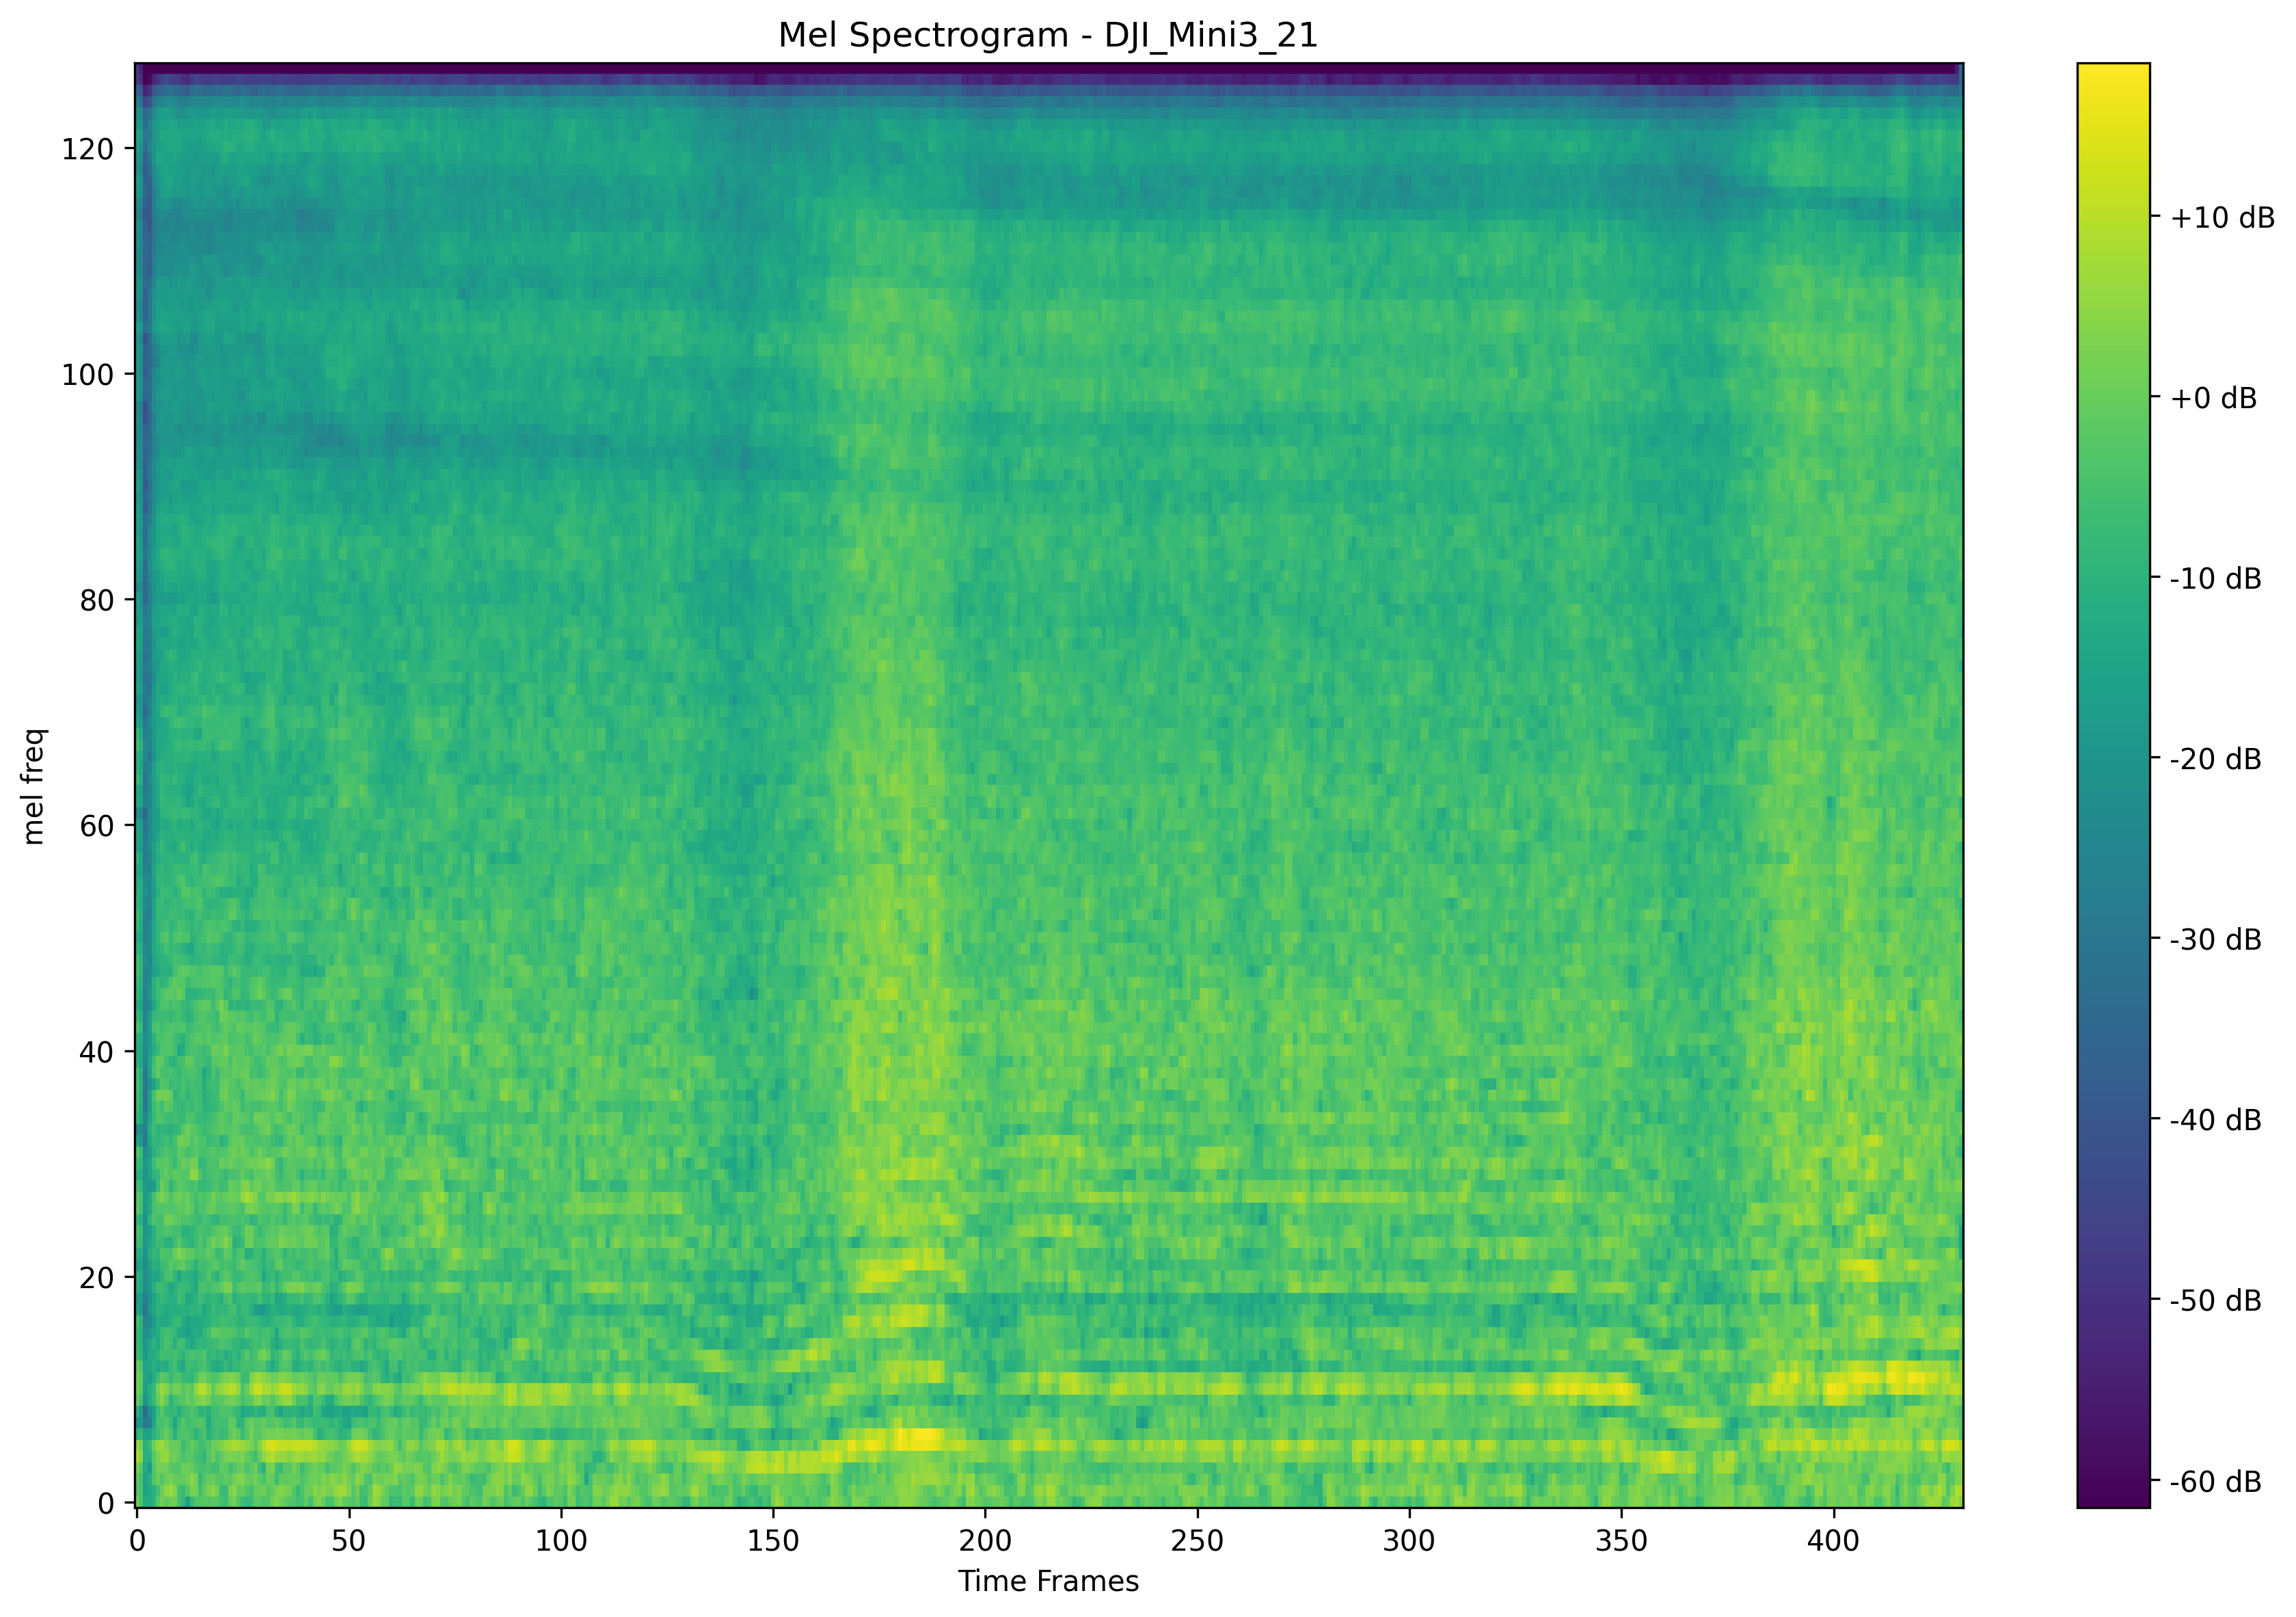 Mel Spectrogram - DJI_Mini3_21
mel freq
120
100
80
60
40
20
0
0 50 100 150 200 250 300 350 400
Time Frames
+10 dB
+0 dB
-10 dB
-20 dB
-30 dB
-40 dB
-50 dB
-60 dB